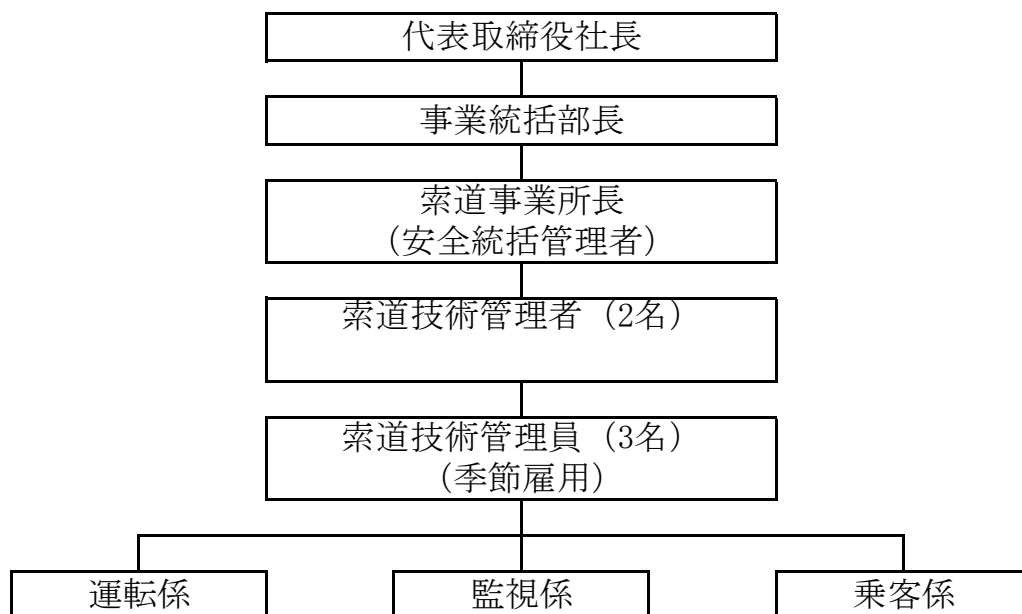 代表取締役社長
事業統括部長
索道事業所長
(安全統括管理者)
索道技術管理者 (2名)
索道技術管理員 (3名)
(季節雇用)
運転係
監視係
乗客係